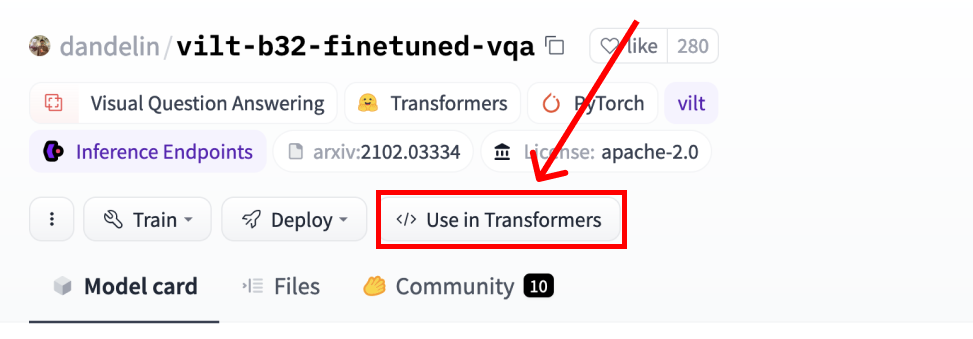 dandelin/vilt-b32-finetuned-vqa like 280
Visual Question Answering Transformers PyTorch vilt
Inference Endpoints arxiv:2102.03334 License: apache-2.0
Train Deploy </> Use in Transformers
Model card Files Community 10